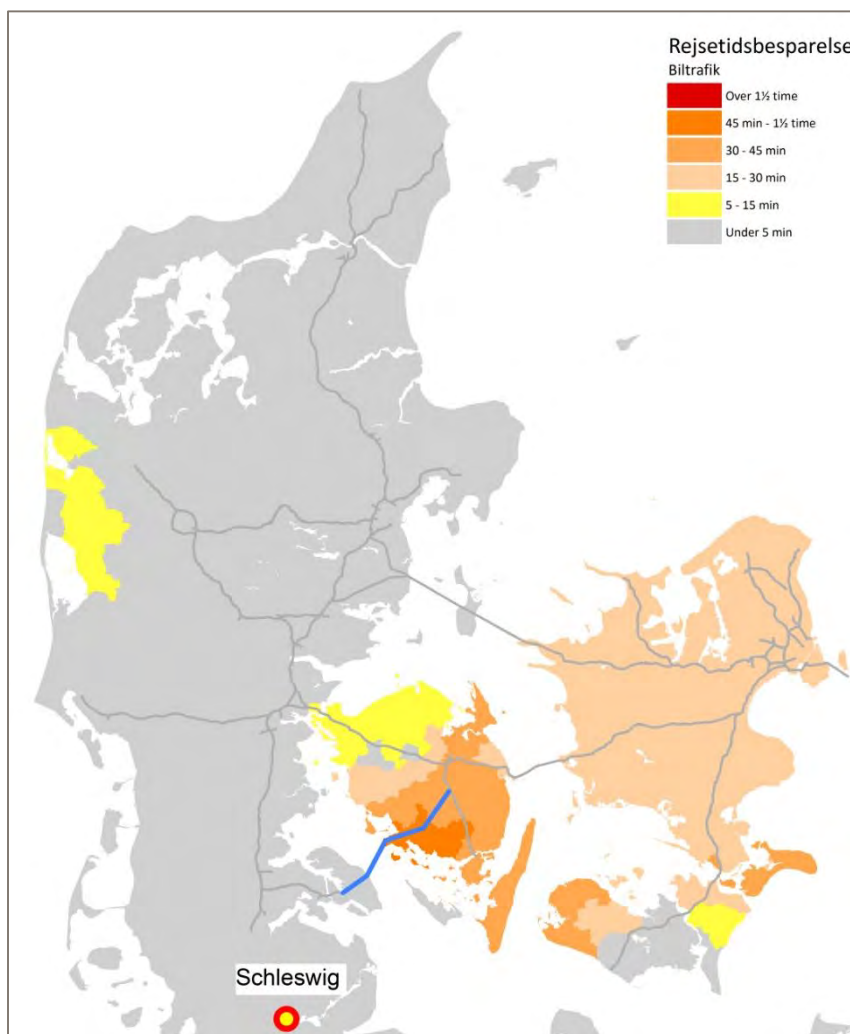 Rejsetidsbesparelse
Biltrafik
Over 1½ time
45 min - 1½ time
30 - 45 min
15 - 30 min
5 - 15 min
Under 5 min
Schleswig